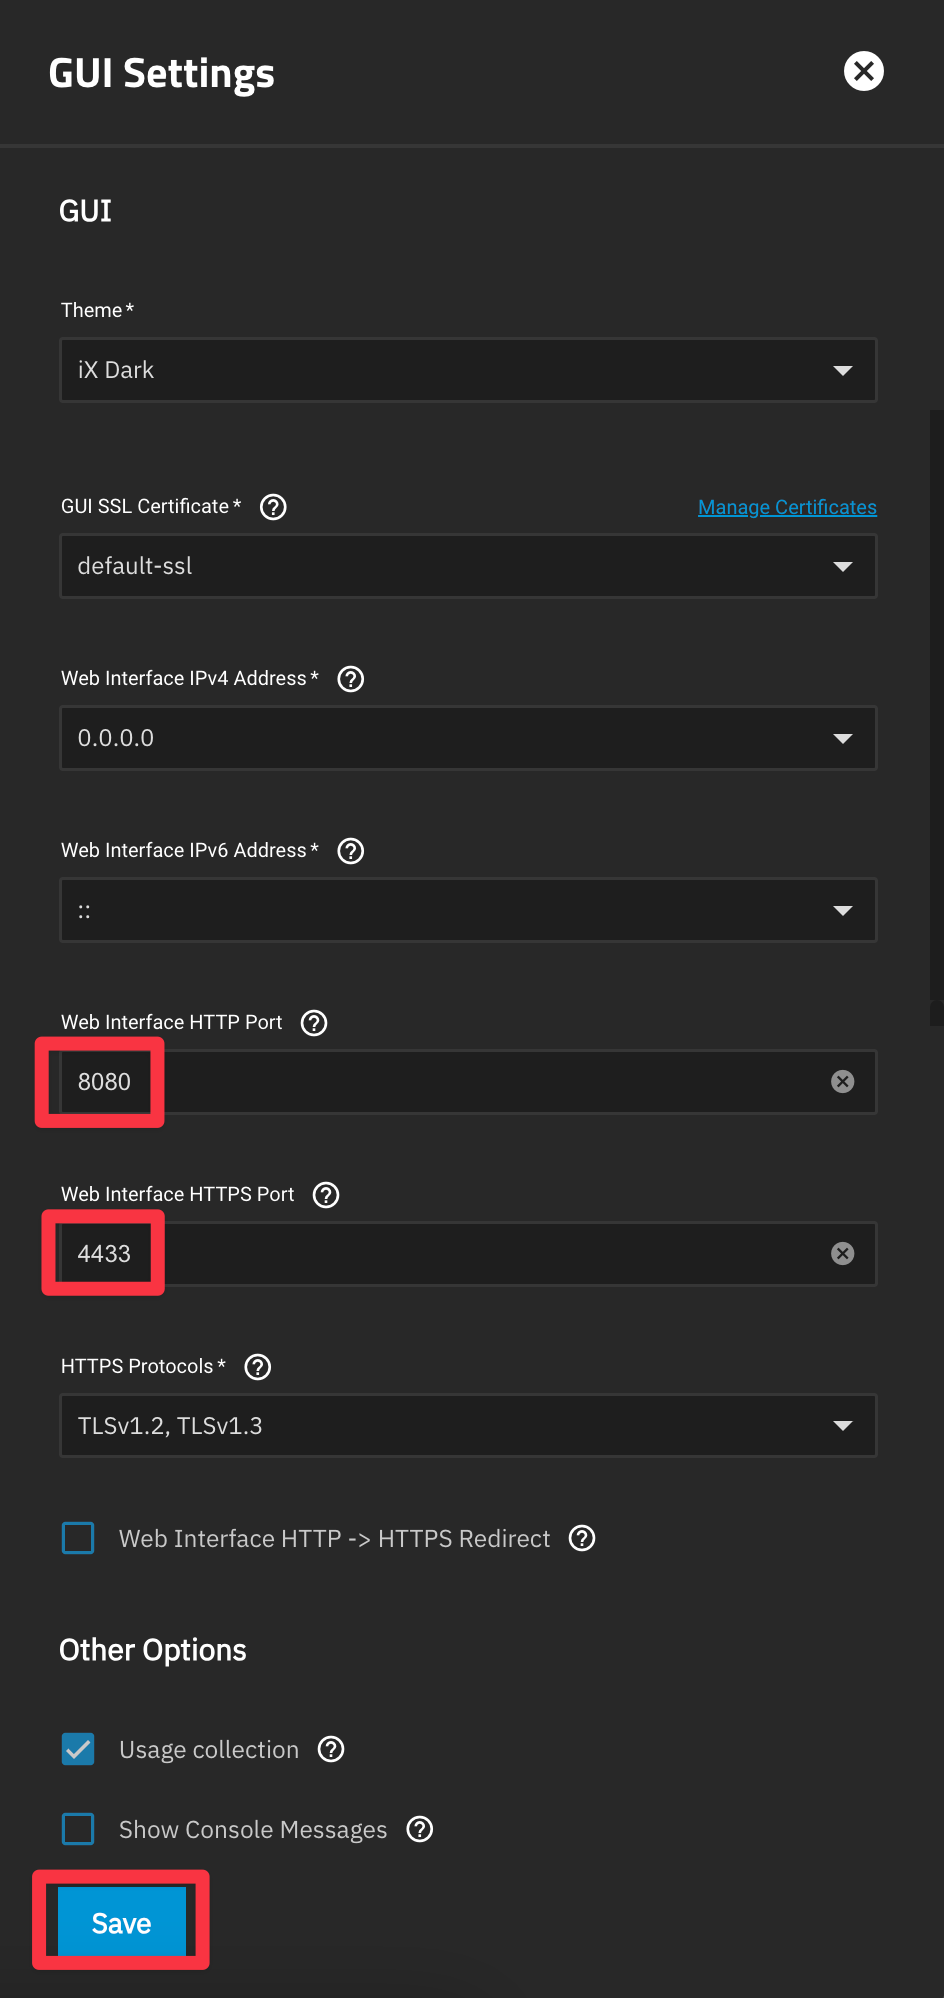 GUI Settings
GUI
Theme *
iX Dark
GUI SSL Certificate *
Manage Certificates
default-ssl
Web Interface IPv4 Address *
0.0.0.0
Web Interface IPv6 Address *
::
Web Interface HTTP Port
8080
Web Interface HTTPS Port
4433
HTTPS Protocols *
TLSv1.2, TLSv1.3
Web Interface HTTP -> HTTPS Redirect
Other Options
Usage collection
Show Console Messages
Save